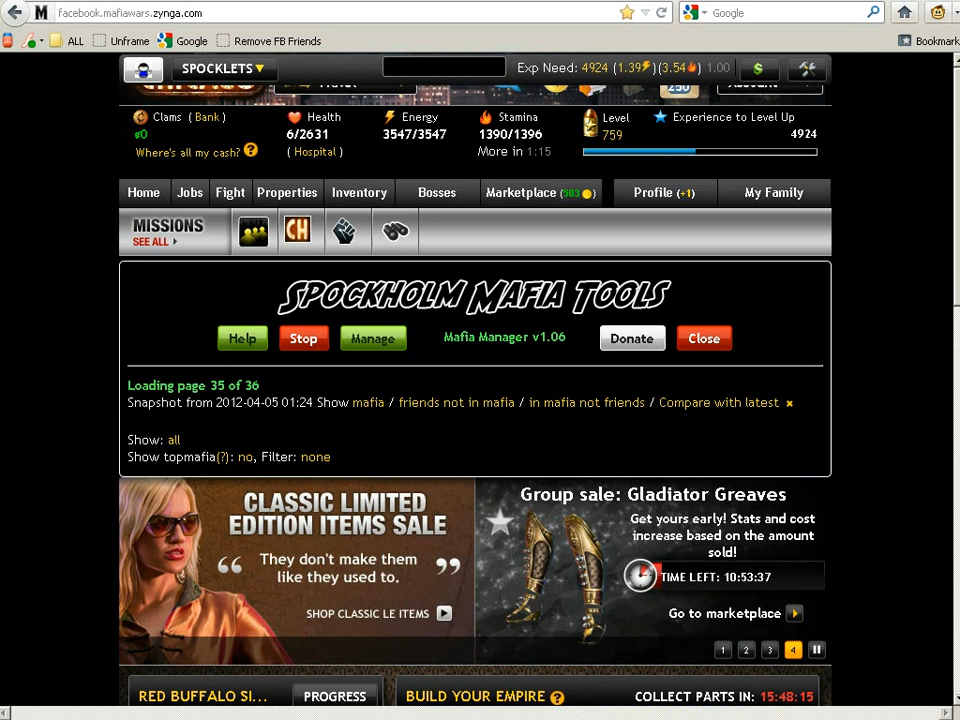 facebook.mafiawars.zynga.com
Google
ALL Unframe Google Remove FB Friends Bookmark
SPOCKLETS▼ Exp Need: 4924 (1.39 )(3.54 ) 1.00 $
250
Clams ( Bank ) Health Energy Stamina Level Experience to Level Up
0 6/2631 3547/3547 1390/1396 759 4924
Where's all my cash? ? ( Hospital ) More in 1:15
Home Jobs Fight Properties Inventory Bosses Marketplace (503 ) Profile (+1) My Family
MISSIONS
SEE ALL
CH
SPOCKHOLM MAFIA TOOLS
Help Stop Manage Mafia Manager v1.06 Donate Close
Loading page 35 of 36
Snapshot from 2012-04-05 01:24 Show mafia / friends not in mafia / in mafia not friends / Compare with latest ×
Show: all
Show topmafia(?): no, Filter: none
CLASSIC LIMITED
EDITION ITEMS SALE
“ They don't make them
like they used to. ”
SHOP CLASSIC LE ITEMS
Group sale: Gladiator Greaves
Get yours early! Stats and cost
increase based on the amount
sold!
TIME LEFT: 10:53:37
Go to marketplace
1 2 3 4
RED BUFFALO SI... PROGRESS BUILD YOUR EMPIRE ? COLLECT PARTS IN: 15:48:15